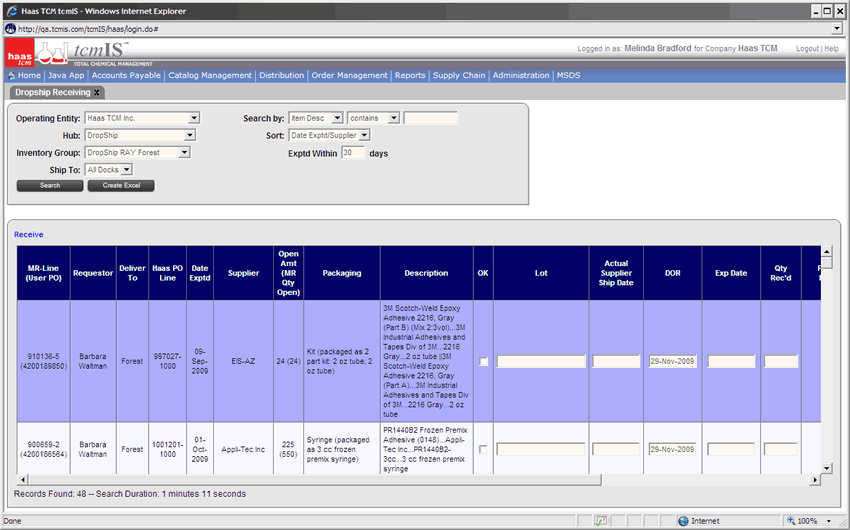 Haas TCM tcmIS - Windows Internet Explorer
http://qa.tcmis.com/tcmIS/haas/login.do#
haas tcm
tcmIS™
TOTAL CHEMICAL MANAGEMENT
Logged in as: Melinda Bradford for Company Haas TCM
Logout | Help
Home | Java App | Accounts Payable | Catalog Management | Distribution | Order Management | Reports | Supply Chain | Administration | MSDS
Dropship Receiving x
Operating Entity: Haas TCM Inc. Search by: Item Desc contains
Hub: DropShip Sort: Date Exptd/Supplier
Inventory Group: DropShip RAY Forest Exptd Within 30 days
Ship To: All Docks
Search Create Excel
Receive
MR-Line
(User PO)
Requestor
Deliver
To
Haas PO
Line
Date
Exptd
Supplier
Open
Amt
(MR
Qty
Open)
Packaging
Description
OK
Lot
Actual
Supplier
Ship Date
DOR
Exp Date
Qty
Rec'd
910136-5
(4200189850)
Barbara
Waitman
Forest
997027-
1000
09-
Sep-
2009
EIS-AZ
24 (24)
Kit (packaged as 2
part kit: 2 oz tube; 2
oz tube)
3M Scotch-Weld Epoxy
Adhesive 2216, Gray
(Part B) (Mix 2:3vol)...3M
Industrial Adhesives and
Tapes Div of 3M...2216
Gray...2 oz tube ||3M
Scotch-Weld Epoxy
Adhesive 2216, Gray
(Part A)...3M Industrial
Adhesives and Tapes Div
of 3M...2216 Gray...2 oz
tube
29-Nov-2009
900659-2
(4200186564)
Barbara
Waitman
Forest
1001201-
1000
01-
Oct-
2009
Appli-Tec Inc
225
(550)
Syringe (packaged
as 3 cc frozen
premix syringe)
PR1440B2 Frozen Premix
Adhesive (0148)...Appli-
Tec Inc...PR1440B2-
3cc...3 cc frozen premix
syringe
29-Nov-2009
Records Found: 48 -- Search Duration: 1 minutes 11 seconds
Done
Internet
100%